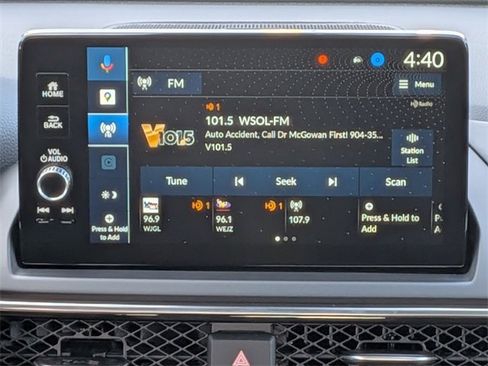 4:40
FM
Menu
HOME
HD Radio
1
101.5 WSOL-FM
BACK
Auto Accident, Call Dr McGowan First! 904-35...
V101.5
V101.5
Station
List
VOL
AUDIO
Tune
Seek
Scan
1
1
96.9
WJGL
96.1
WEJZ
107.9
Press & Hold
to Add
Press & Hold
to Add